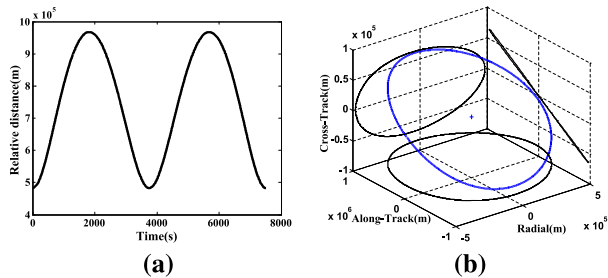 x 10^5
10
9
8
7
6
5
4
Relative distance(m)
0 2000 4000 6000 8000
Time(s)
(a)
x 10^5
1
0.5
0
-0.5
-1
Cross-Track(m)
1
0
-1
x 10^6
Along-Track(m)
-5
0
5
x 10^5
Radial(m)
(b)